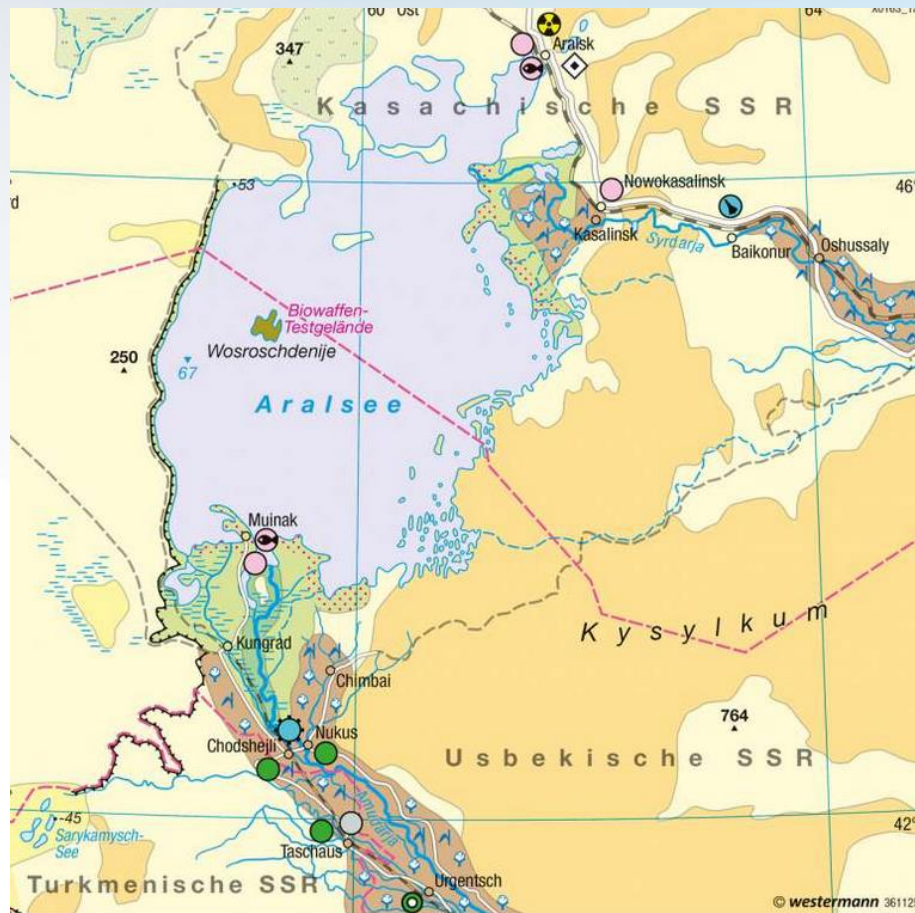 60
Ost
64
347
Aralsk
Kasachische SSR
53
Nowokasalinsk
46°
rd
Kasalinsk
Syrdarja
Baikonur
Oshussaly
Biowaffen-
Testgelände
Wosroschdenije
250
67
Aralsee
Muinak
Kysylkum
Kungrad
Chimbai
764
Nukus
Chodshejli
Usbekische SSR
Amudarja
-45
42°
Sarykamysch-
See
Taschaus
Turkmenische SSR
Urgentsch
© westermann